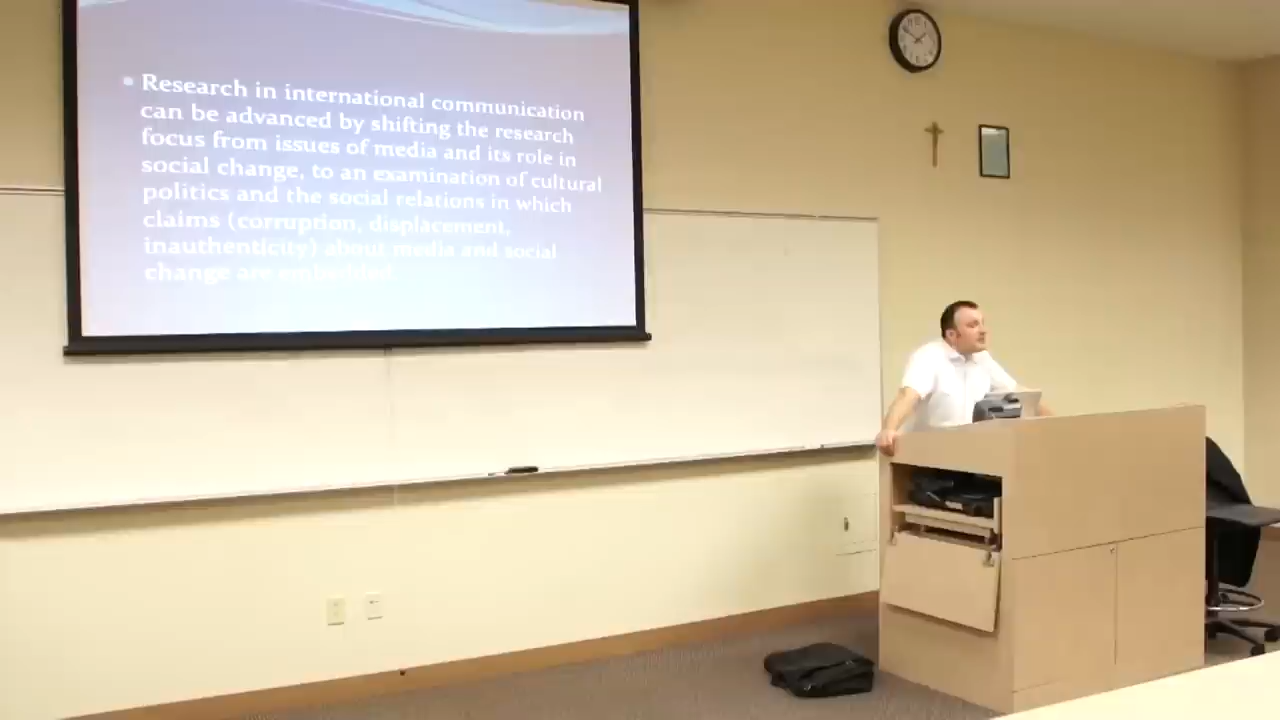 Research in international communication
can be advanced by shifting the research
focus from issues of media and its role in
social change, to an examination of cultural
politics and the social relations in which
claims (corruption, displacement,
inauthenticity) about media and social
change are embedded